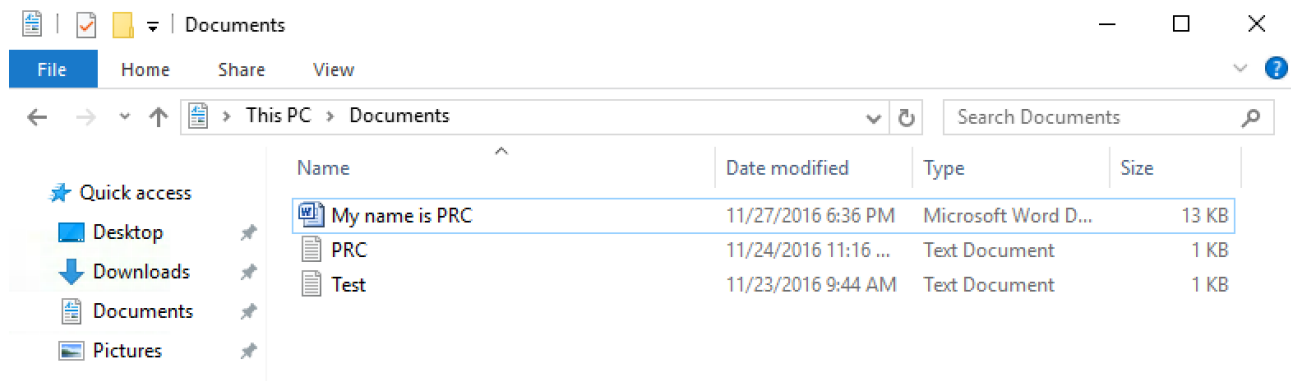 Documents
File Home Share View
This PC > Documents Search Documents
Name Date modified Type Size
Quick access
My name is PRC 11/27/2016 6:36 PM Microsoft Word D... 13 KB
Desktop
PRC 11/24/2016 11:16 ... Text Document 1 KB
Downloads
Test 11/23/2016 9:44 AM Text Document 1 KB
Documents
Pictures